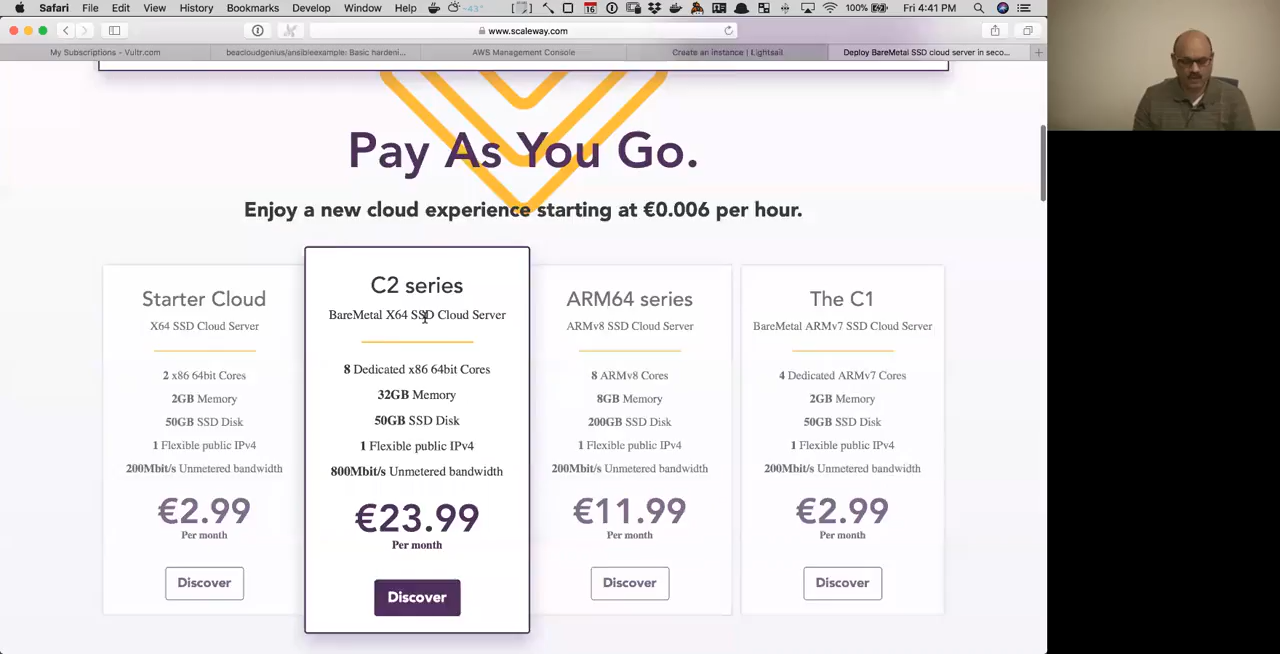 Safari File Edit View History Bookmarks Develop Window Help
-43°
16
100%
Fri 4:41 PM
www.scaleway.com
My Subscriptions - Vultr.com
beacloudgenius/ansibleexample: Basic hardeni...
AWS Management Console
Create an instance | Lightsail
Deploy BareMetal SSD cloud server in seco...
Pay As You Go.
Enjoy a new cloud experience starting at €0.006 per hour.
Starter Cloud
X64 SSD Cloud Server
2 x86 64bit Cores
2GB Memory
50GB SSD Disk
1 Flexible public IPv4
200Mbit/s Unmetered bandwidth
€2.99
Per month
Discover
C2 series
BareMetal X64 SSD Cloud Server
8 Dedicated x86 64bit Cores
32GB Memory
50GB SSD Disk
1 Flexible public IPv4
800Mbit/s Unmetered bandwidth
€23.99
Per month
Discover
ARM64 series
ARMv8 SSD Cloud Server
8 ARMv8 Cores
8GB Memory
200GB SSD Disk
1 Flexible public IPv4
200Mbit/s Unmetered bandwidth
€11.99
Per month
Discover
The C1
BareMetal ARMv7 SSD Cloud Server
4 Dedicated ARMv7 Cores
2GB Memory
50GB SSD Disk
1 Flexible public IPv4
200Mbit/s Unmetered bandwidth
€2.99
Per month
Discover